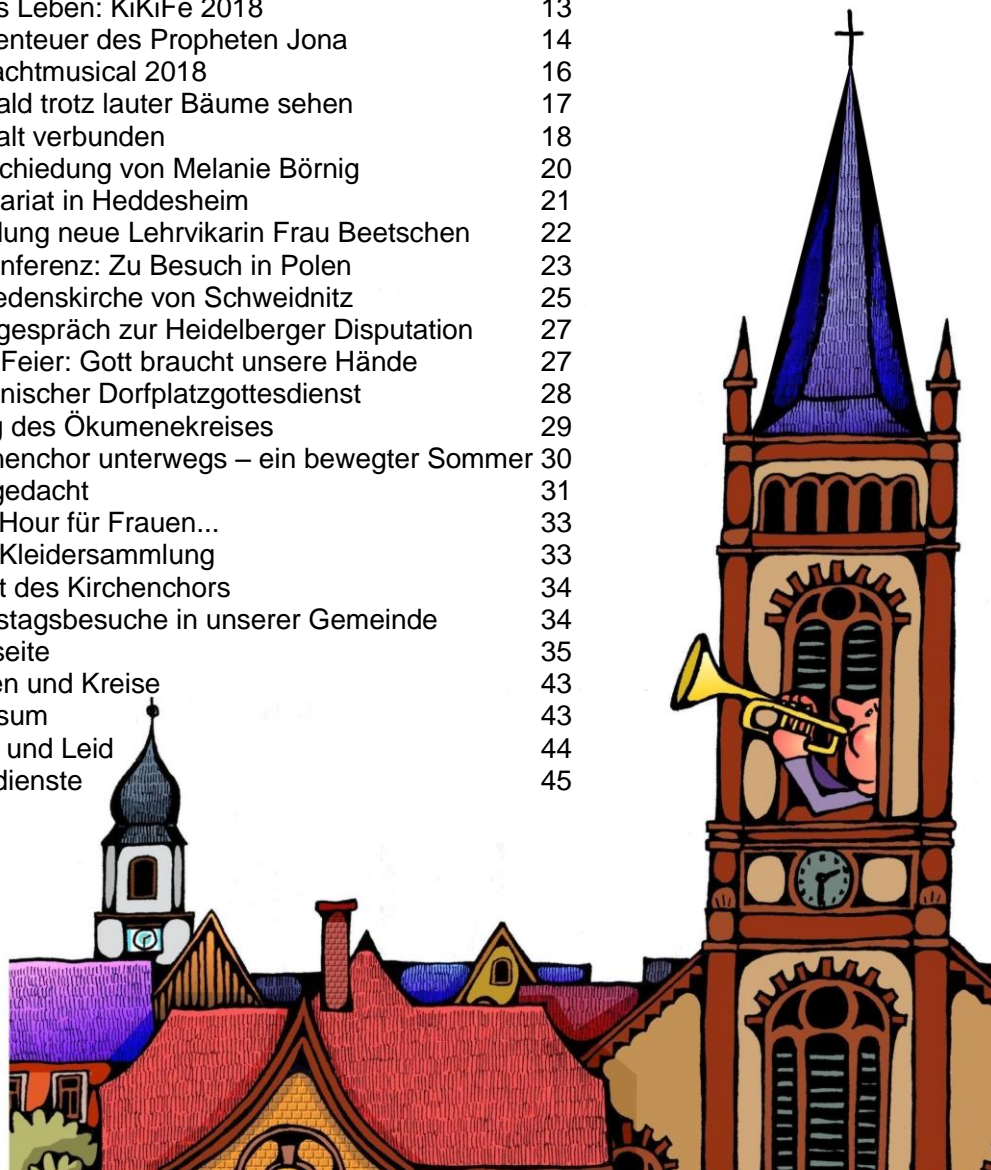 s Leben: KiKiFe 2018 13
enteuer des Propheten Jona 14
achtmusical 2018 16
ald trotz lauter Bäume sehen 17
alt verbunden 18
schiedung von Melanie Börnig 20
ariat in Heddesheim 21
lung neue Lehrvikarin Frau Beetschen 22
nferenz: Zu Besuch in Polen 23
edenskirche von Schweidnitz 25
gespräch zur Heidelberger Disputation 27
Feier: Gott braucht unsere Hände 27
nischer Dorfplatzgottesdienst 28
g des Ökumenekreises 29
henchor unterwegs – ein bewegter Sommer 30
gedacht 31
Hour für Frauen... 33
Kleidersammlung 33
t des Kirchenchors 34
stagsbesuche in unserer Gemeinde 34
seite 35
en und Kreise 43
sum 43
und Leid 44
dienste 45